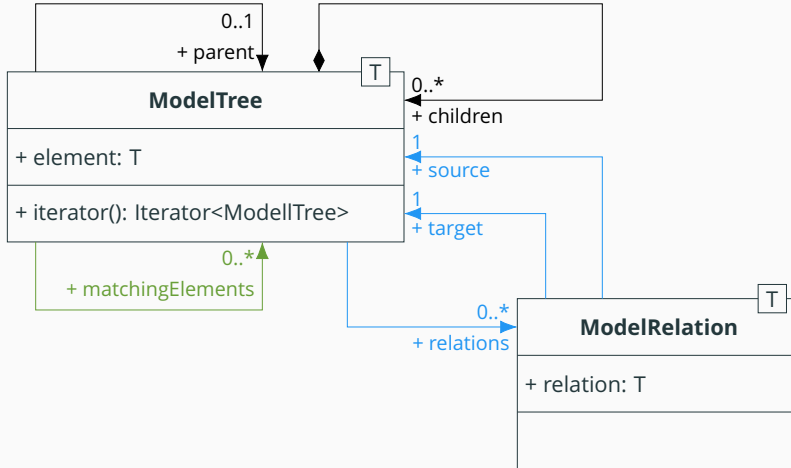 0..1
+ parent
T
ModelTree
0..*
+ children
+ element: T
1
+ source
+ iterator(): Iterator<ModellTree>
1
+ target
0..*
+ matchingElements
0..*
+ relations
T
ModelRelation
+ relation: T